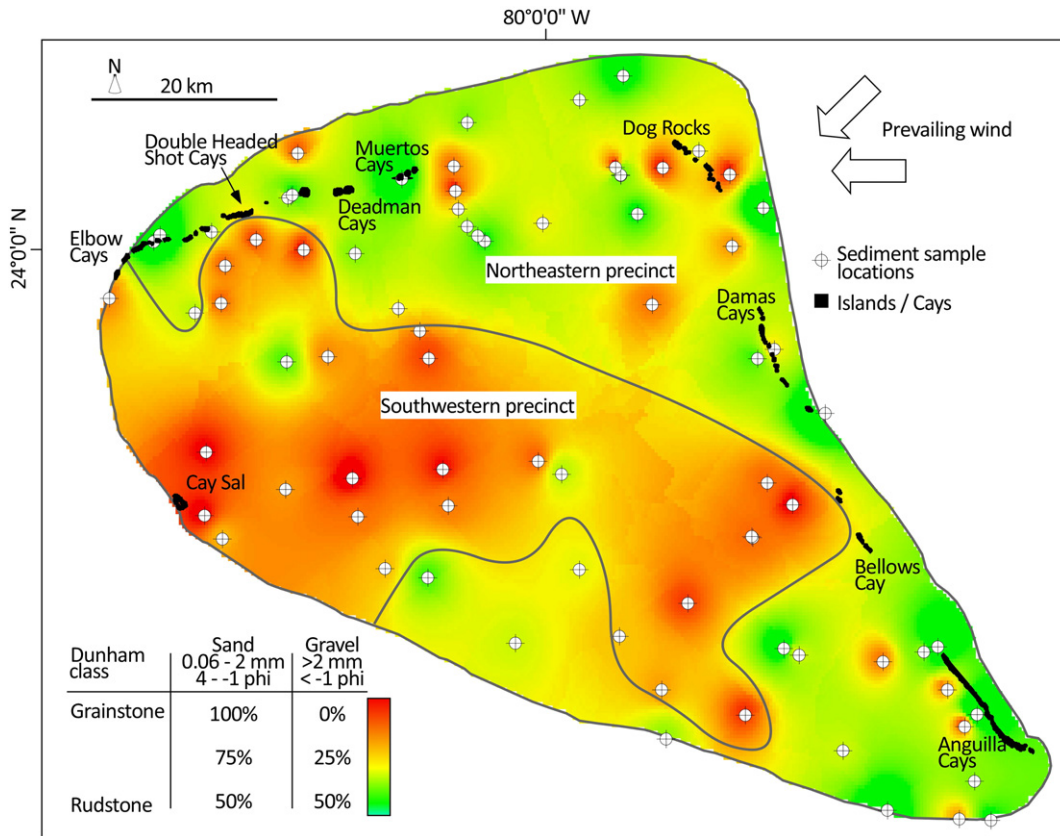 80°0'0" W
24°0'0" N
N
20 km
Double Headed
Shot Cays
Muertos
Cays
Deadman
Cays
Elbow
Cays
Dog Rocks
Prevailing wind
Northeastern precinct
Sediment sample
locations
Islands / Cays
Damas
Cays
Southwestern precinct
Cay Sal
Bellows
Cay
Anguilla
Cays
Dunham
class
Sand
0.06 - 2 mm
4 - -1 phi
Gravel
>2 mm
< -1 phi
Grainstone 100% 0%
75% 25%
Rudstone 50% 50%